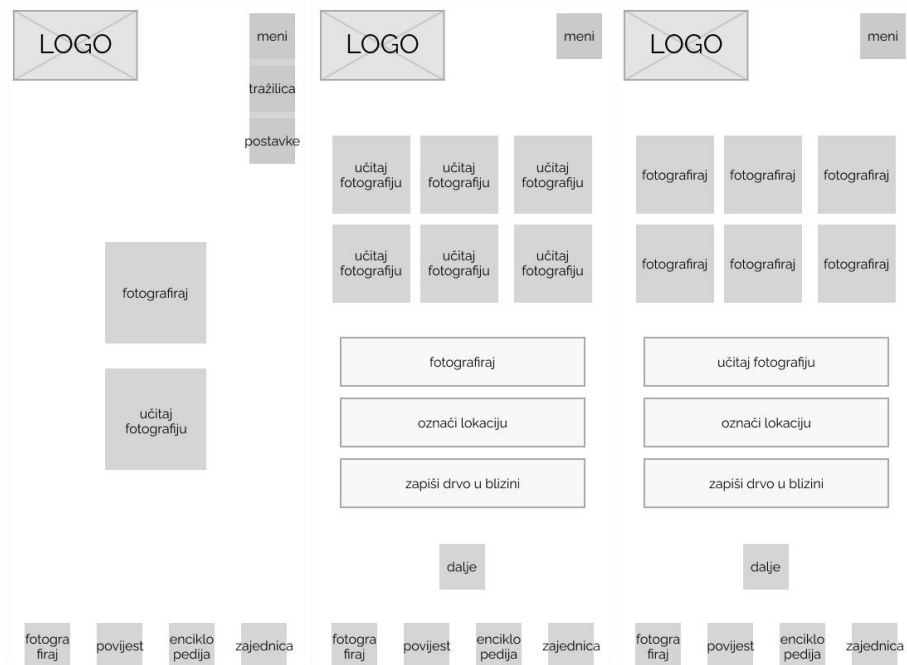 LOGO
meni
tražilica
postavke
fotografiraj
učitaj
fotografiju
fotogra
firaj
povijest
enciklo
pedija
zajednica
LOGO
meni
učitaj
fotografiju
učitaj
fotografiju
učitaj
fotografiju
učitaj
fotografiju
učitaj
fotografiju
učitaj
fotografiju
fotografiraj
označi lokaciju
zapiši drvo u blizini
dalje
fotogra
firaj
povijest
enciklo
pedija
zajednica
LOGO
meni
fotografiraj
fotografiraj
fotografiraj
fotografiraj
fotografiraj
fotografiraj
učitaj fotografiju
označi lokaciju
zapiši drvo u blizini
dalje
fotogra
firaj
povijest
enciklo
pedija
zajednica